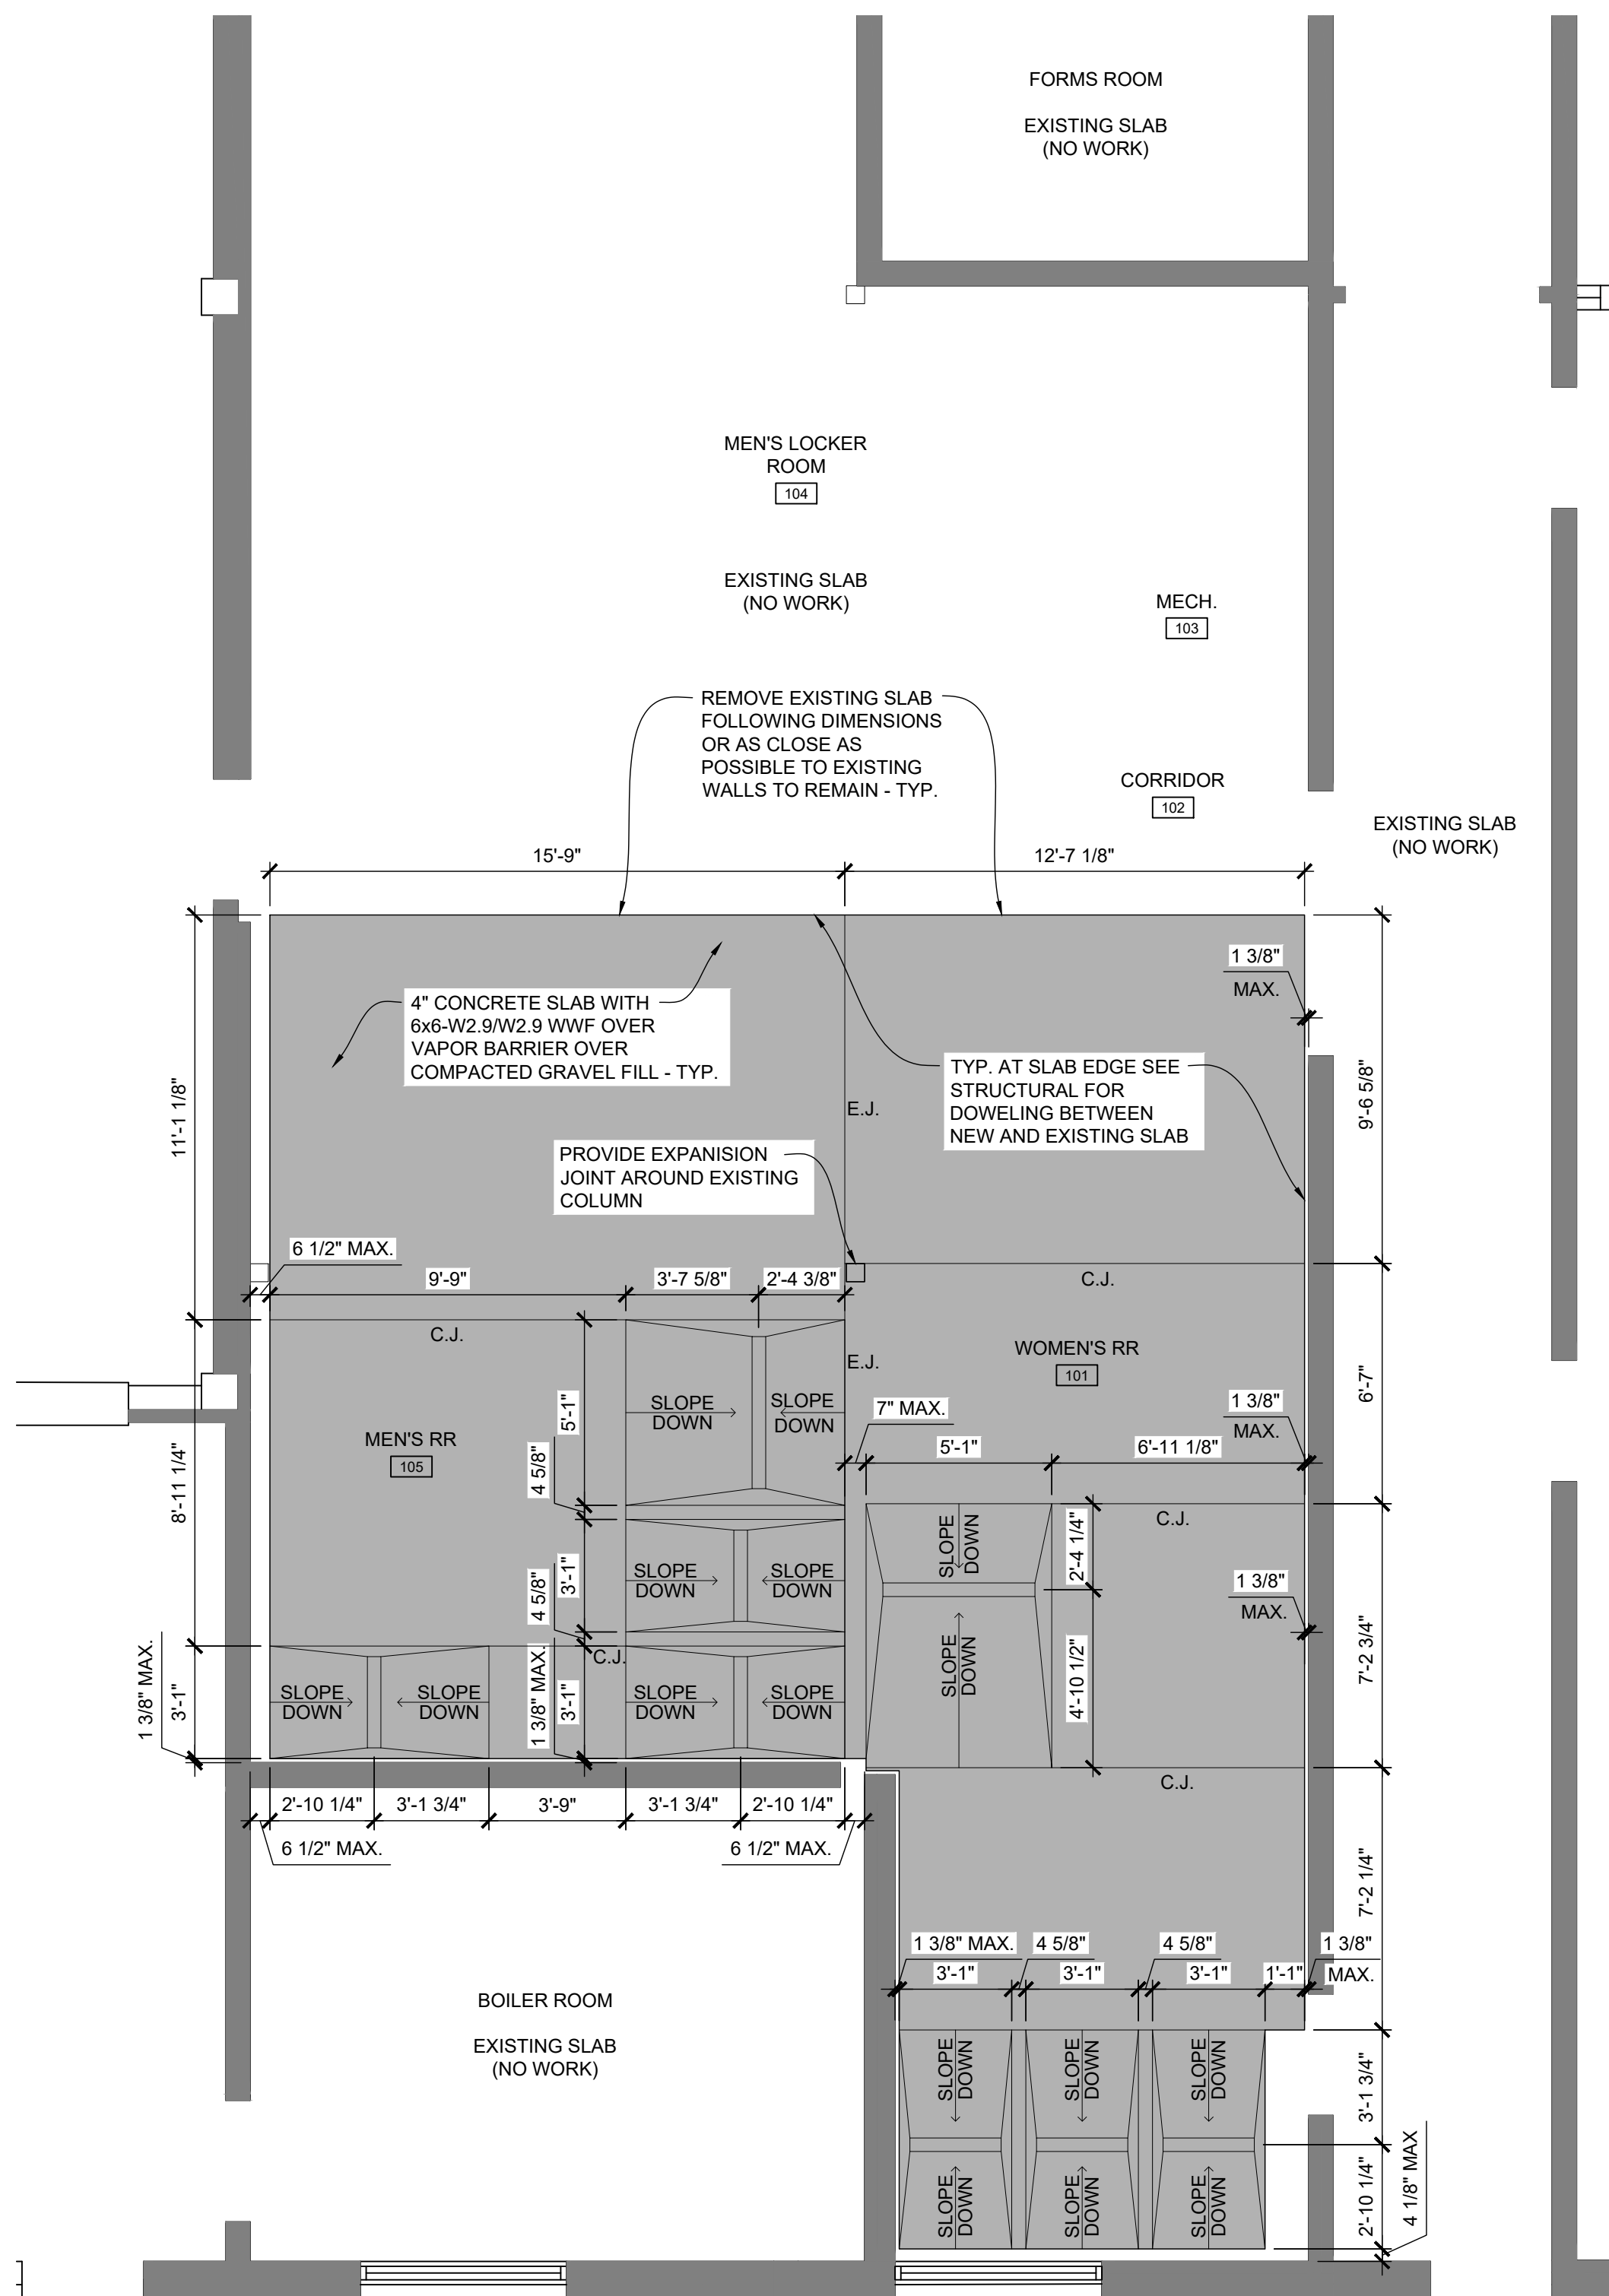 FORMS ROOM
EXISTING SLAB
(NO WORK)
MEN'S LOCKER
ROOM
104
EXISTING SLAB
(NO WORK)
MECH.
103
REMOVE EXISTING SLAB
FOLLOWING DIMENSIONS
OR AS CLOSE AS
POSSIBLE TO EXISTING
WALLS TO REMAIN - TYP.
CORRIDOR
102
EXISTING SLAB
(NO WORK)
15'-9"
12'-7 1/8"
1 3/8"
MAX.
4" CONCRETE SLAB WITH
6x6-W2.9/W2.9 WWF OVER
VAPOR BARRIER OVER
COMPACTED GRAVEL FILL - TYP.
TYP. AT SLAB EDGE SEE
STRUCTURAL FOR
DOWELING BETWEEN
NEW AND EXISTING SLAB
11'-1 1/8"
9'-6 5/8"
E.J.
PROVIDE EXPANISION
JOINT AROUND EXISTING
COLUMN
6 1/2" MAX.
9'-9"
3'-7 5/8"
2'-4 3/8"
C.J.
C.J.
E.J.
WOMEN'S RR
101
6'-7"
SLOPE
DOWN
SLOPE
DOWN
5'-1"
4 5/8"
7" MAX.
1 3/8"
MAX.
5'-1"
6'-11 1/8"
MEN'S RR
105
8'-11 1/4"
C.J.
SLOPE
DOWN
2'-4 1/4"
SLOPE
DOWN
SLOPE
DOWN
3'-1"
4 5/8"
1 3/8"
MAX.
C.J.
SLOPE
DOWN
4'-10 1/2"
7'-2 3/4"
1 3/8" MAX.
3'-1"
SLOPE
DOWN
SLOPE
DOWN
1 3/8" MAX.
3'-1"
SLOPE
DOWN
SLOPE
DOWN
C.J.
2'-10 1/4"
3'-1 3/4"
3'-9"
3'-1 3/4"
2'-10 1/4"
6 1/2" MAX.
6 1/2" MAX.
7'-2 1/4"
1 3/8" MAX.
4 5/8"
4 5/8"
1 3/8"
MAX.
3'-1"
3'-1"
3'-1"
1'-1"
BOILER ROOM
EXISTING SLAB
(NO WORK)
SLOPE
DOWN
SLOPE
DOWN
SLOPE
DOWN
3'-1 3/4"
SLOPE
DOWN
SLOPE
DOWN
SLOPE
DOWN
2'-10 1/4"
4 1/8" MAX